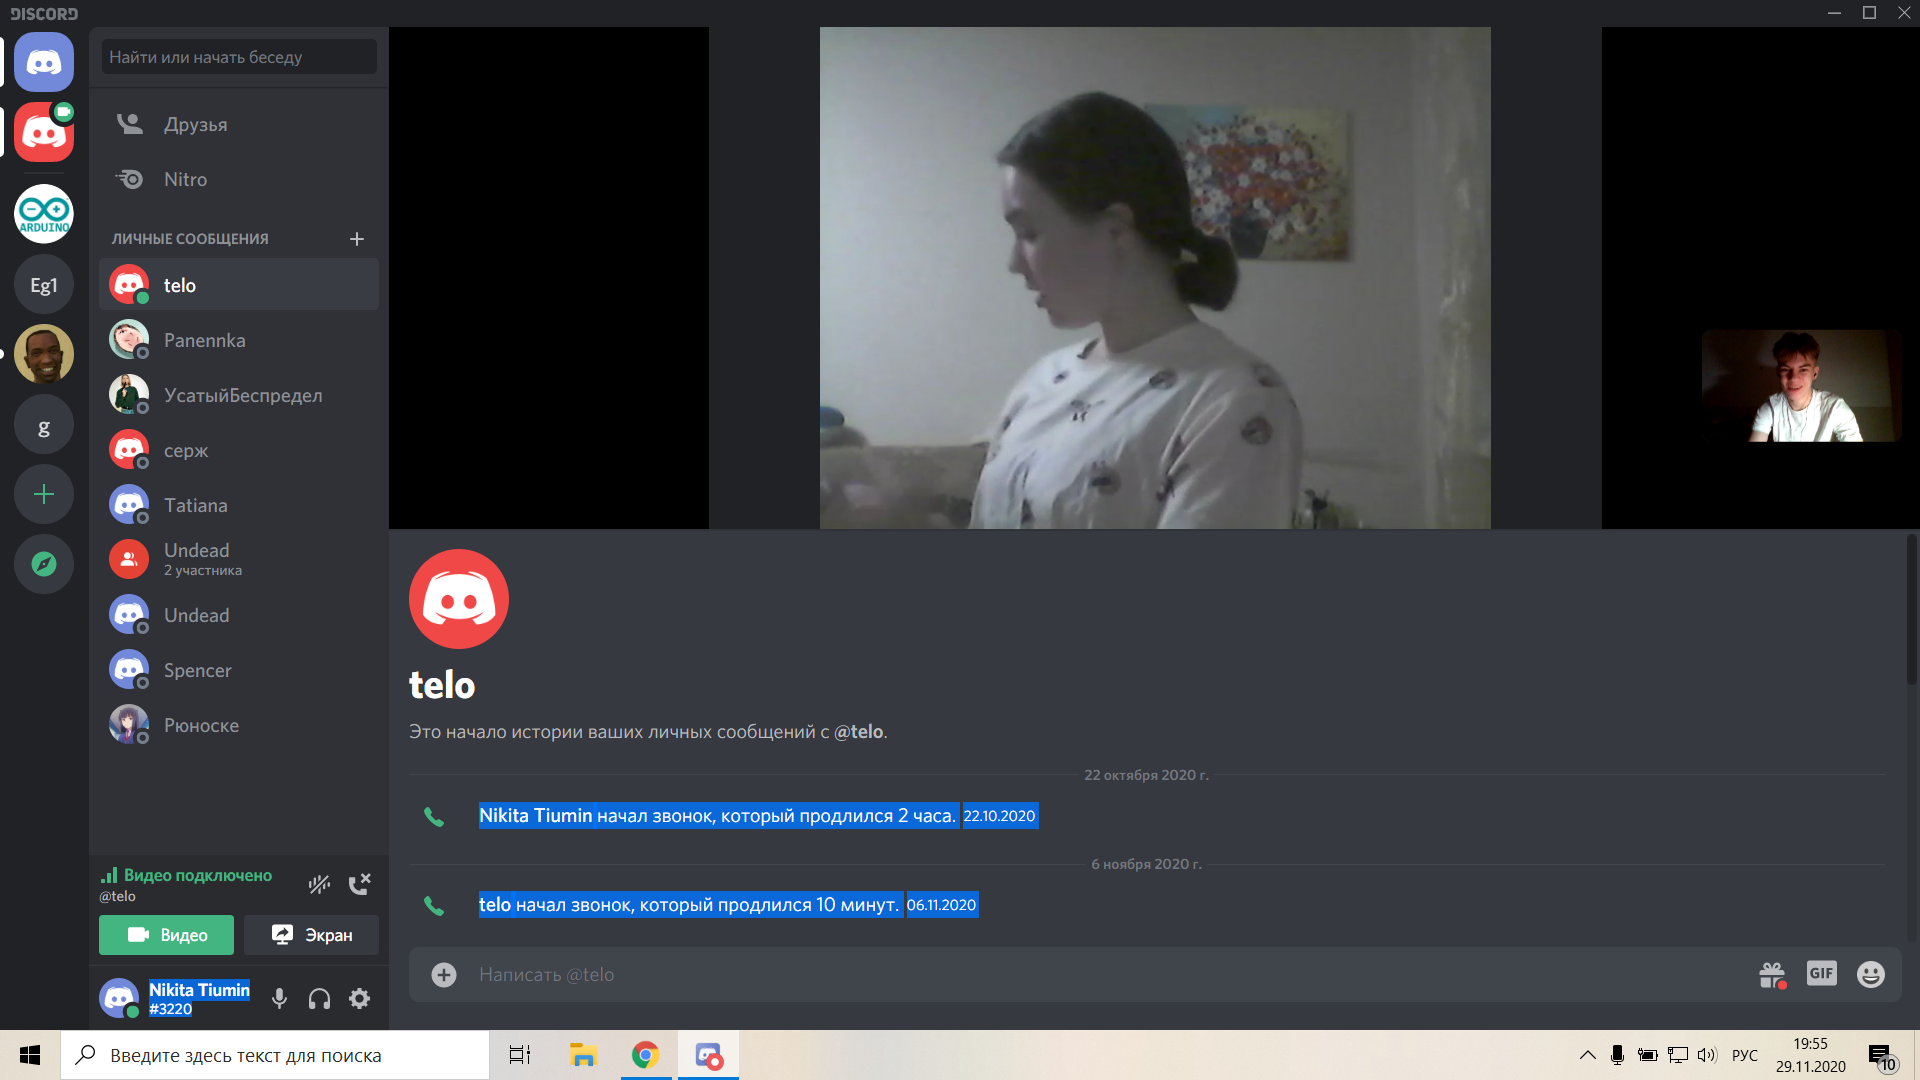 DISCORD
Найти или начать беседу
Друзья
Nitro
ЛИЧНЫЕ СООБЩЕНИЯ
ARDUINO
Eg1
g
telo
Panennka
УсатыйБеспредел
серж
Tatiana
Undead
2 участника
Undead
Spencer
Рюноске
Видео подключено
@telo
Видео
Экран
Nikita Tiumin
#3220
telo
Это начало истории ваших личных сообщений с @telo.
22 октября 2020 г.
Nikita Tiumin начал звонок, который продлился 2 часа. 22.10.2020
6 ноября 2020 г.
telo начал звонок, который продлился 10 минут. 06.11.2020
Написать @telo
GIF
Введите здесь текст для поиска
РУС
19:55
29.11.2020
10